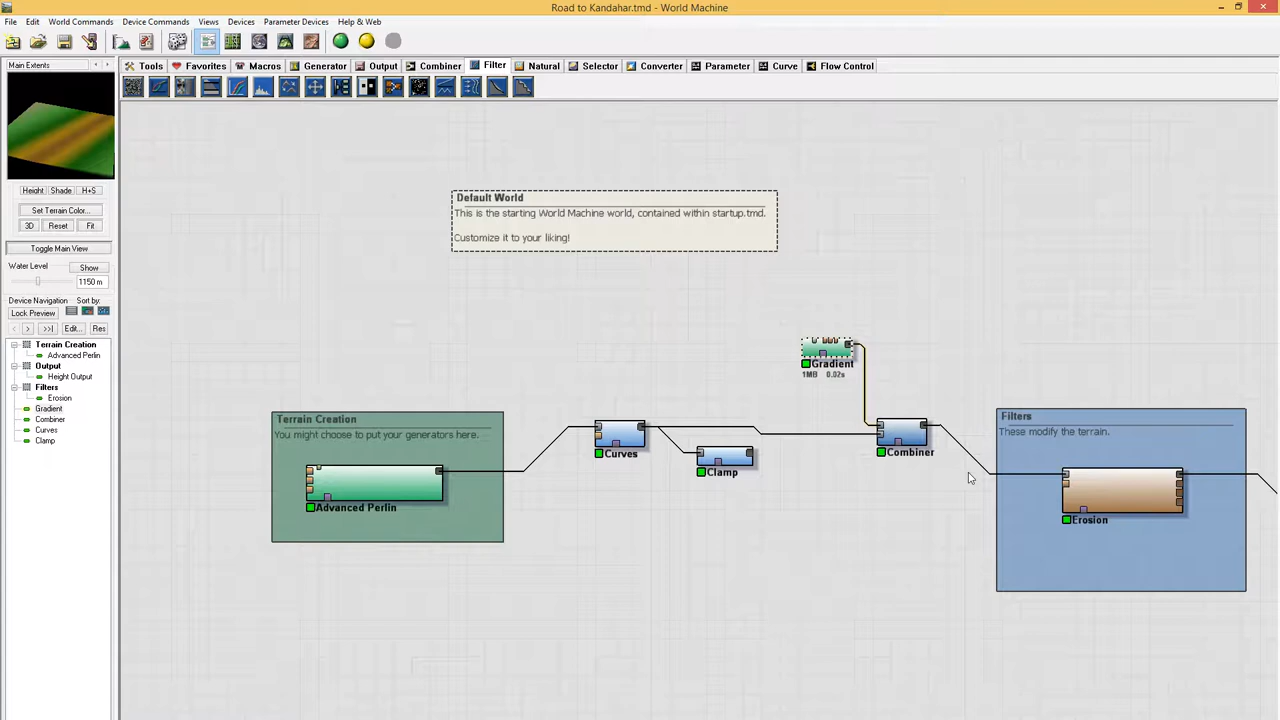 Road to Kandahar.tmd - World Machine
File Edit World Commands Device Commands Views Devices Parameter Devices Help & Web
Main Extents
Tools Favorites Macros Generator Output Combiner Filter Natural Selector Converter Parameter Curve Flow Control
Height Shade H+S
Set Terrain Color...
3D Reset Fit
Toggle Main View
Water Level Show
1150 m
Device Navigation Sort by:
Lock Preview
Edit... Res
Terrain Creation
Advanced Perlin
Output
Height Output
Filters
Erosion
Gradient
Combiner
Curves
Clamp
Default World
This is the starting World Machine world, contained within startup.tmd.
Customize it to your liking!
Gradient
1MB 0.02s
Terrain Creation
You might choose to put your generators here.
Advanced Perlin
Curves
Clamp
Combiner
Filters
These modify the terrain.
Erosion